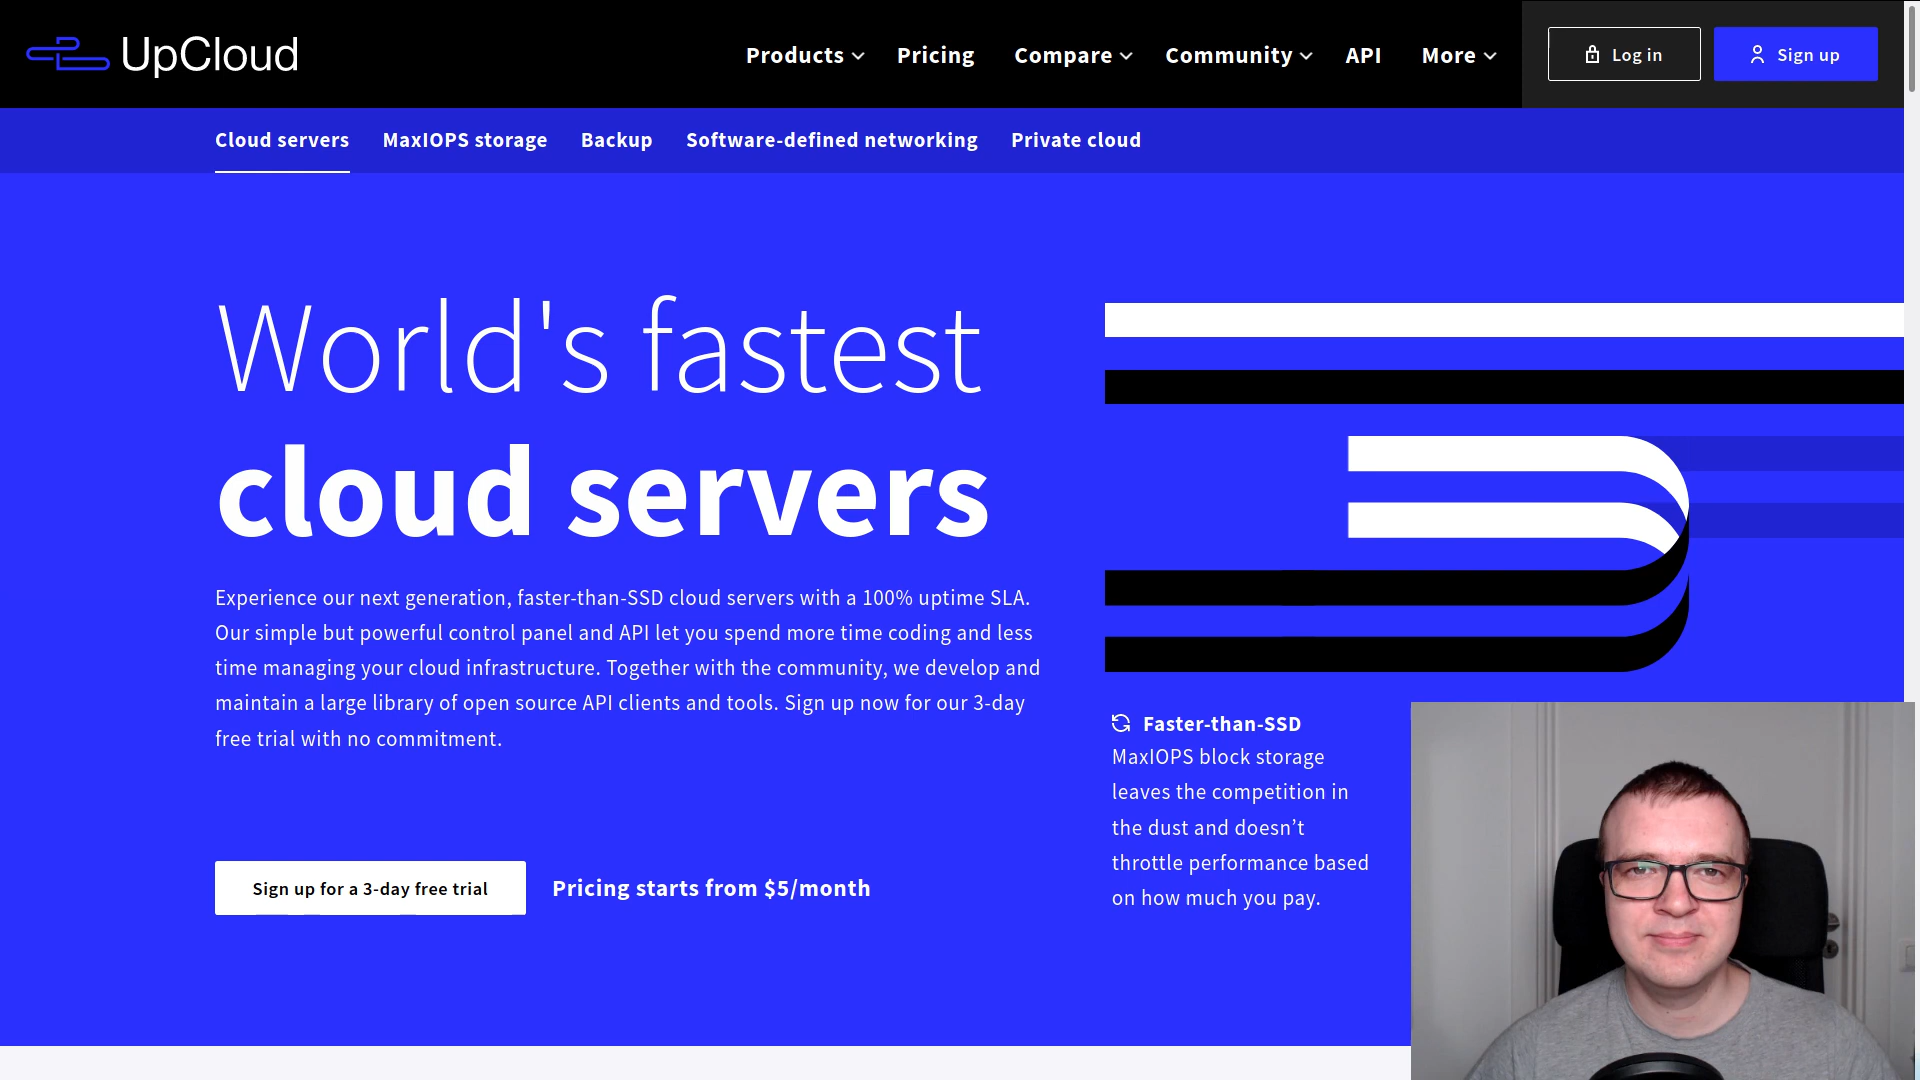 UpCloud
Products
Pricing
Compare
Community
API
More
Log in
Sign up
Cloud servers
MaxIOPS storage
Backup
Software-defined networking
Private cloud
World's fastest
cloud servers
Experience our next generation, faster-than-SSD cloud servers with a 100% uptime SLA.
Our simple but powerful control panel and API let you spend more time coding and less
time managing your cloud infrastructure. Together with the community, we develop and
maintain a large library of open source API clients and tools. Sign up now for our 3-day
free trial with no commitment.
Sign up for a 3-day free trial
Pricing starts from $5/month
Faster-than-SSD
MaxIOPS block storage
leaves the competition in
the dust and doesn’t
throttle performance based
on how much you pay.